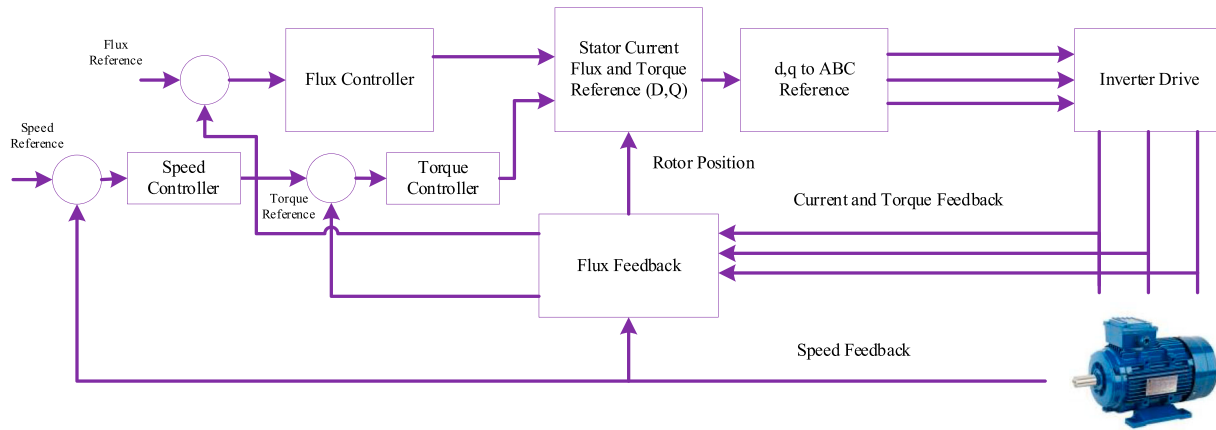 Flux
Reference
Flux Controller
Stator Current
Flux and Torque
Reference (D,Q)
d,q to ABC
Reference
Inverter Drive
Speed
Reference
Speed
Controller
Torque
Reference
Torque
Controller
Rotor Position
Current and Torque Feedback
Flux Feedback
Speed Feedback